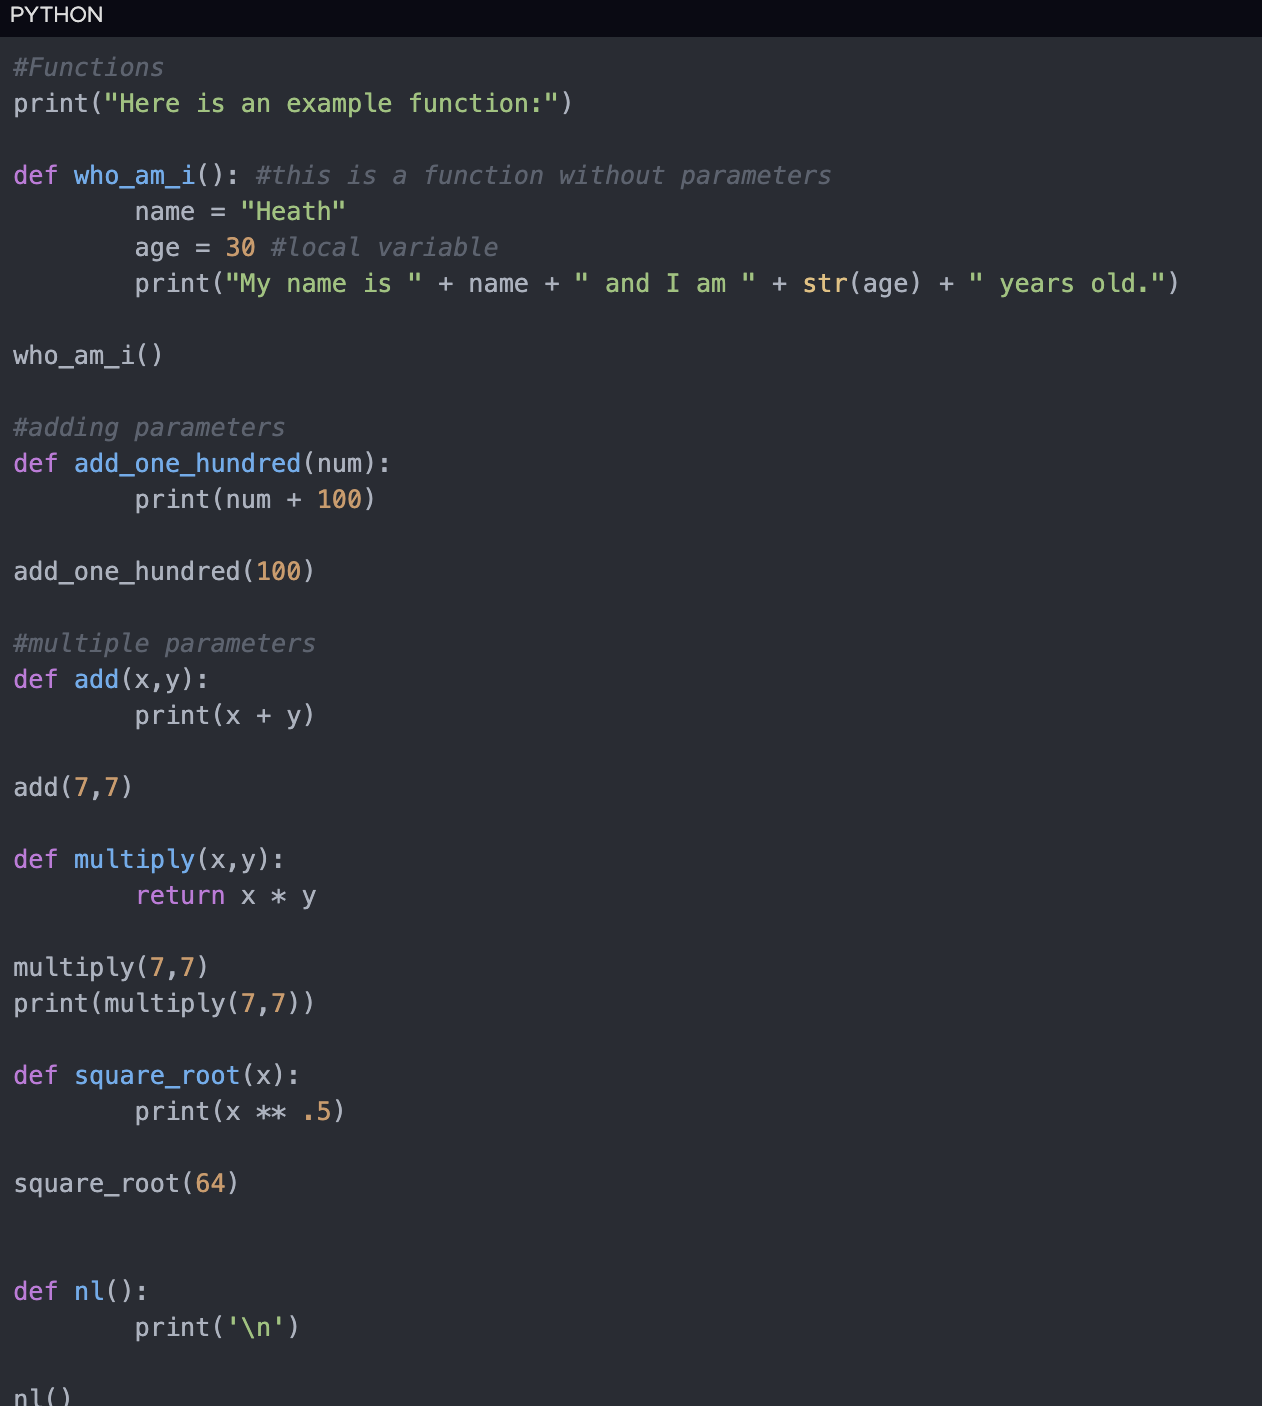 PYTHON
#Functions
print("Here is an example function:")
def who_am_i(): #this is a function without parameters
name = "Heath"
age = 30 #local variable
print("My name is " + name + " and I am " + str(age) + " years old.")
who_am_i()
#adding parameters
def add_one_hundred(num):
print(num + 100)
add_one_hundred(100)
#multiple parameters
def add(x,y):
print(x + y)
add(7,7)
def multiply(x,y):
return x * y
multiply(7,7)
print(multiply(7,7))
def square_root(x):
print(x ** .5)
square_root(64)
def nl():
print('\n')
nl()